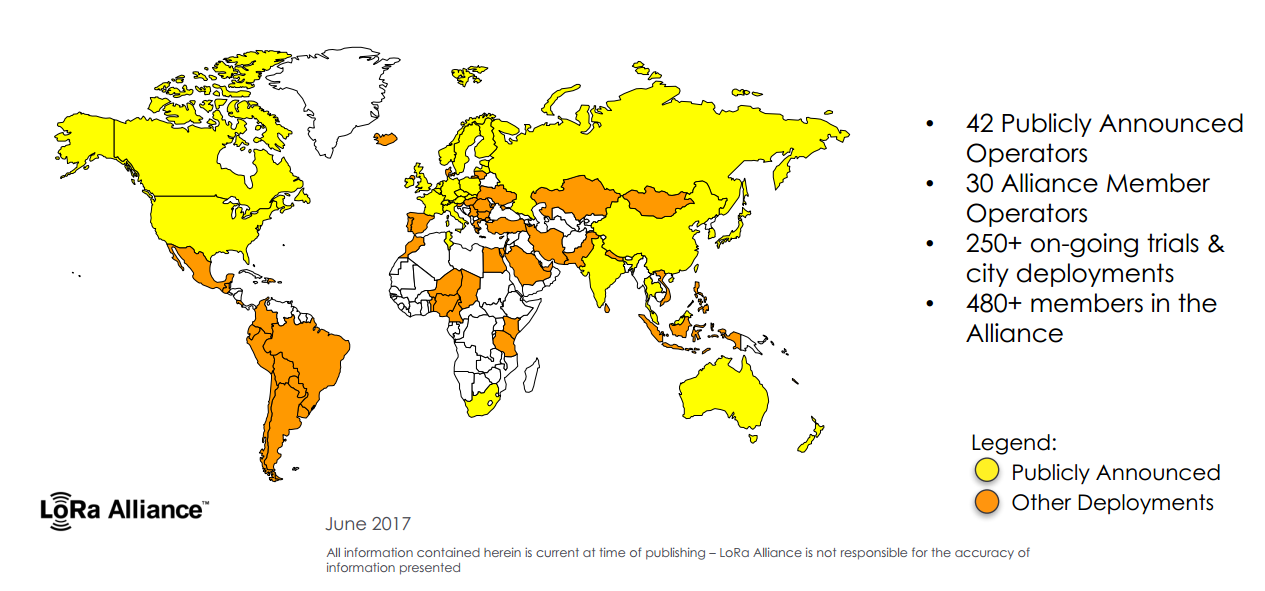 • 42 Publicly Announced
Operators
• 30 Alliance Member
Operators
• 250+ on-going trials &
city deployments
• 480+ members in the
Alliance
Legend:
Publicly Announced
Other Deployments
LoRa Alliance™
June 2017
All information contained herein is current at time of publishing – LoRa Alliance is not responsible for the accuracy of
information presented